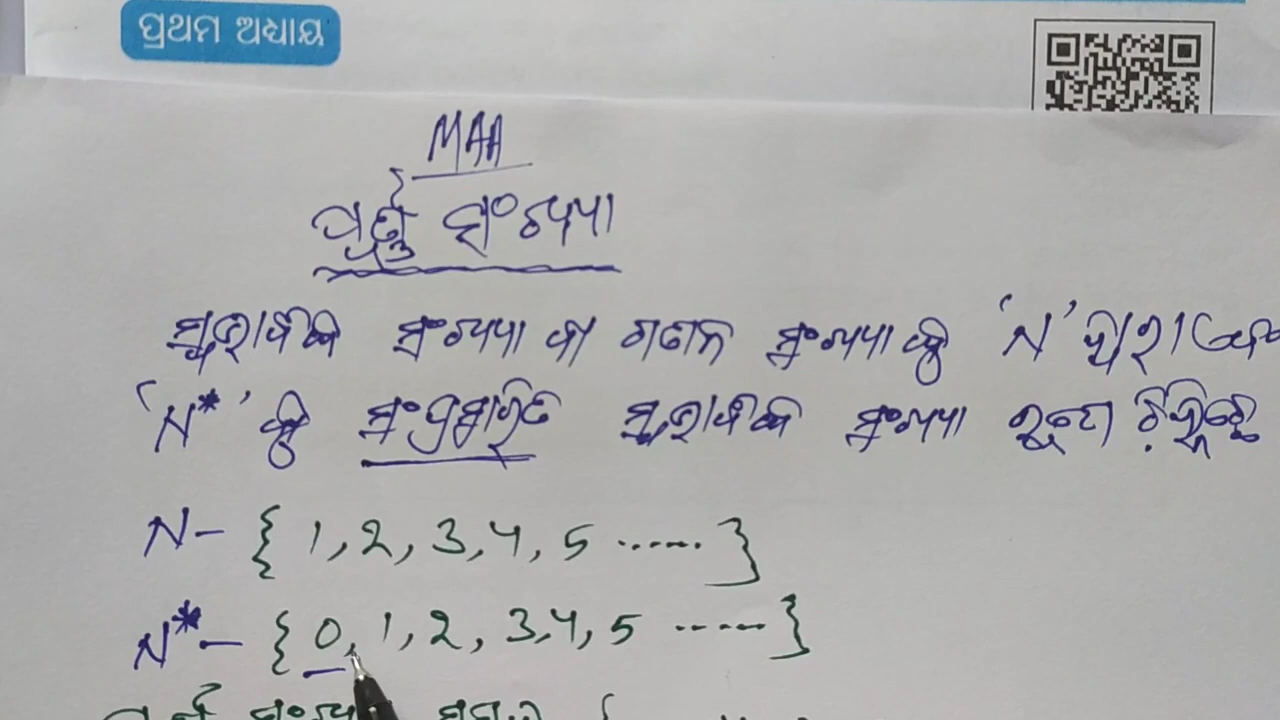 ପ୍ରଥମ ଅଧ୍ୟାୟ
MAA
ପୂର୍ଣ୍ଣ ସଂଖ୍ୟା
ସ୍ୱାଭାବିକ ସଂଖ୍ୟା ବା ଗଣନ ସଂଖ୍ୟା କୁ 'N' ଦ୍ୱାରା
'N*' କୁ ସଂପ୍ରସାରିତ ସ୍ୱାଭାବିକ ସଂଖ୍ୟା ରୂପେ
N- { 1, 2, 3, 4, 5 ...... }
N*- { 0, 1, 2, 3, 4, 5 ...... }
ପୂର୍ଣ୍ଣ ସଂଖ୍ୟା